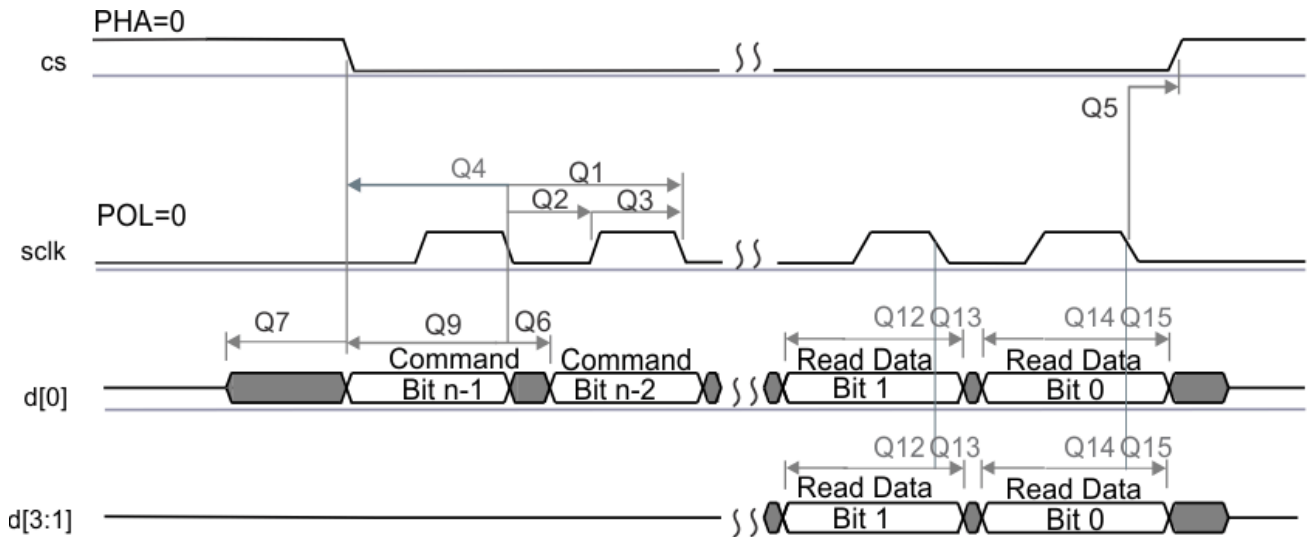 PHA=0
cs
Q5
Q4 Q1
Q2 Q3
POL=0
sclk
Q7 Q9 Q6 Q12 Q13 Q14 Q15
Command Command Read Data Read Data
d[0] Bit n-1 Bit n-2 Bit 1 Bit 0
Q12 Q13 Q14 Q15
Read Data Read Data
d[3:1] Bit 1 Bit 0